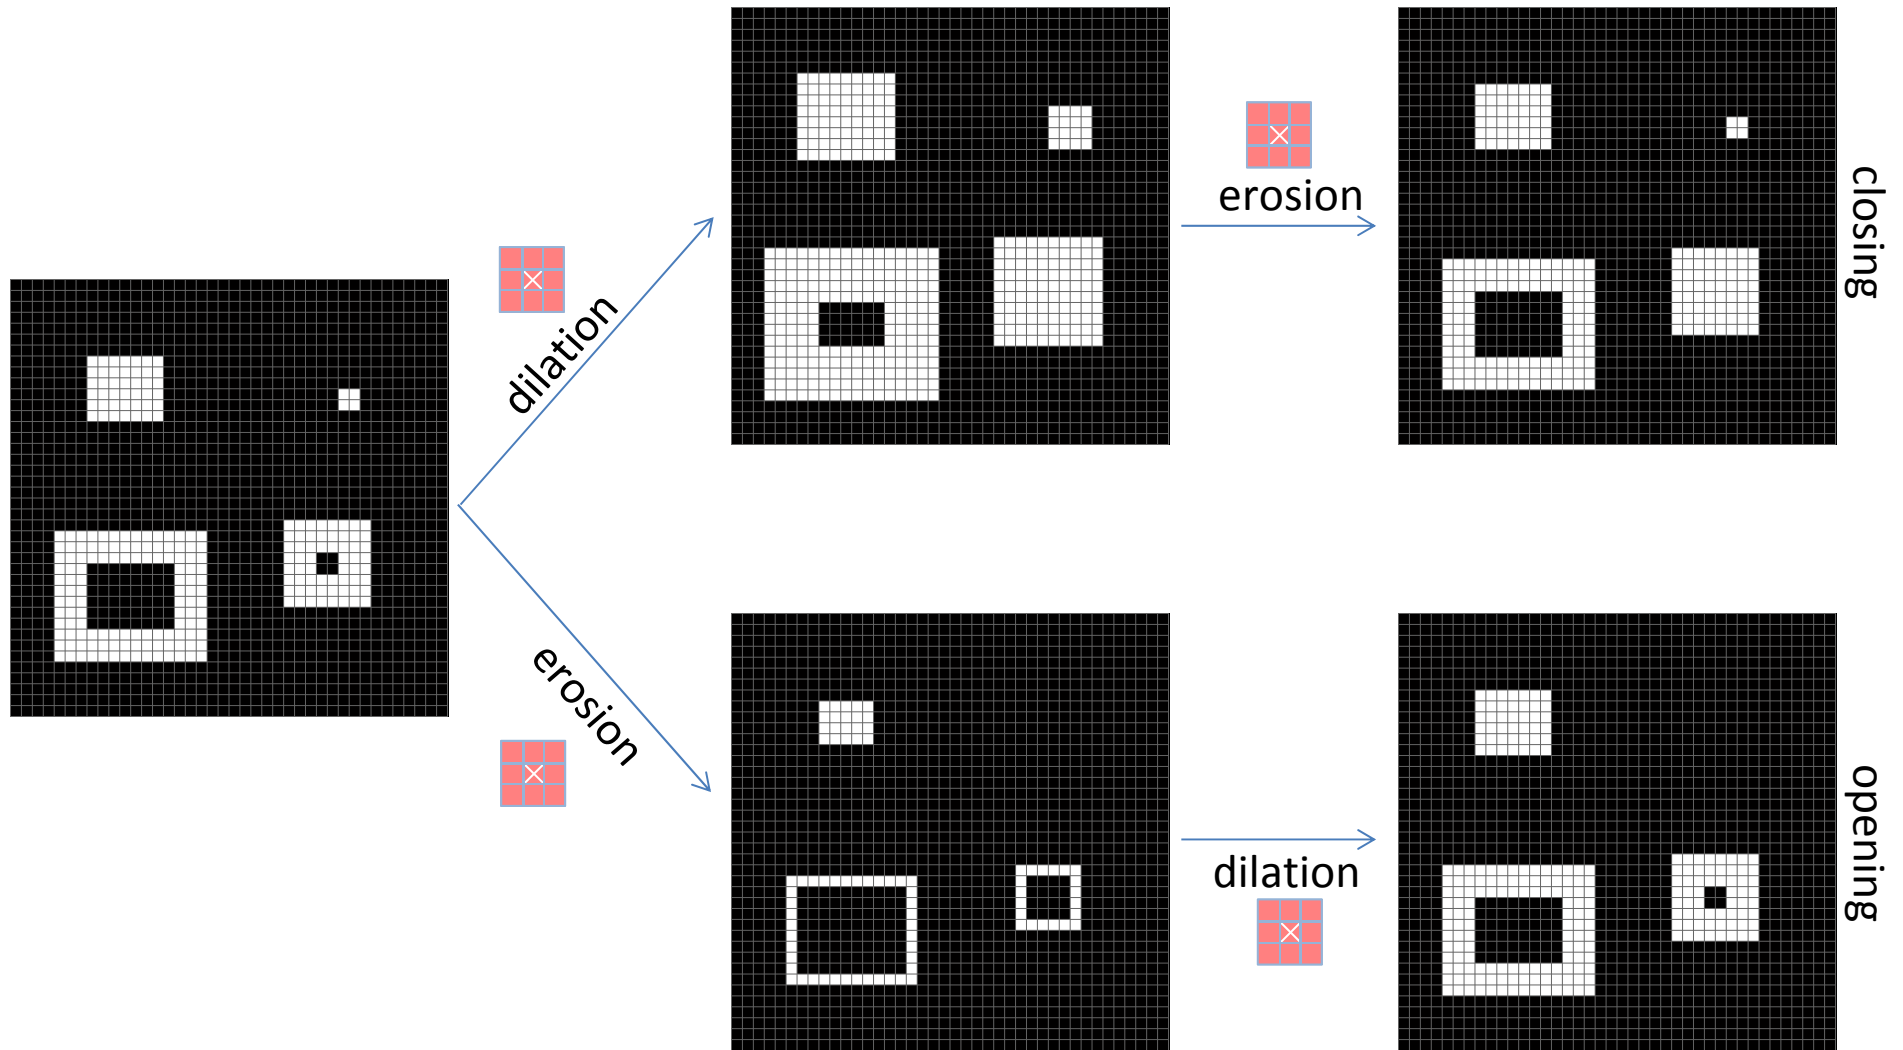 dilation
erosion
closing
erosion
dilation
opening